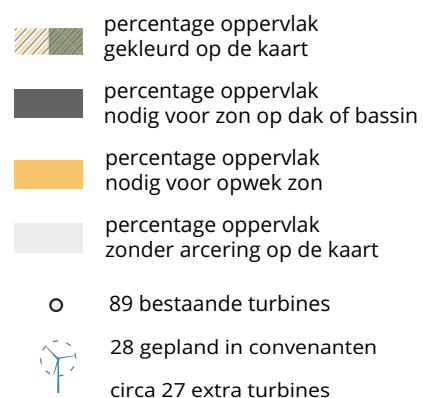 percentage oppervlak
gekleurd op de kaart
percentage oppervlak
nodig voor zon op dak of bassin
percentage oppervlak
nodig voor opwek zon
percentage oppervlak
zonder arcering op de kaart
89 bestaande turbines
28 gepland in convenanten
circa 27 extra turbines